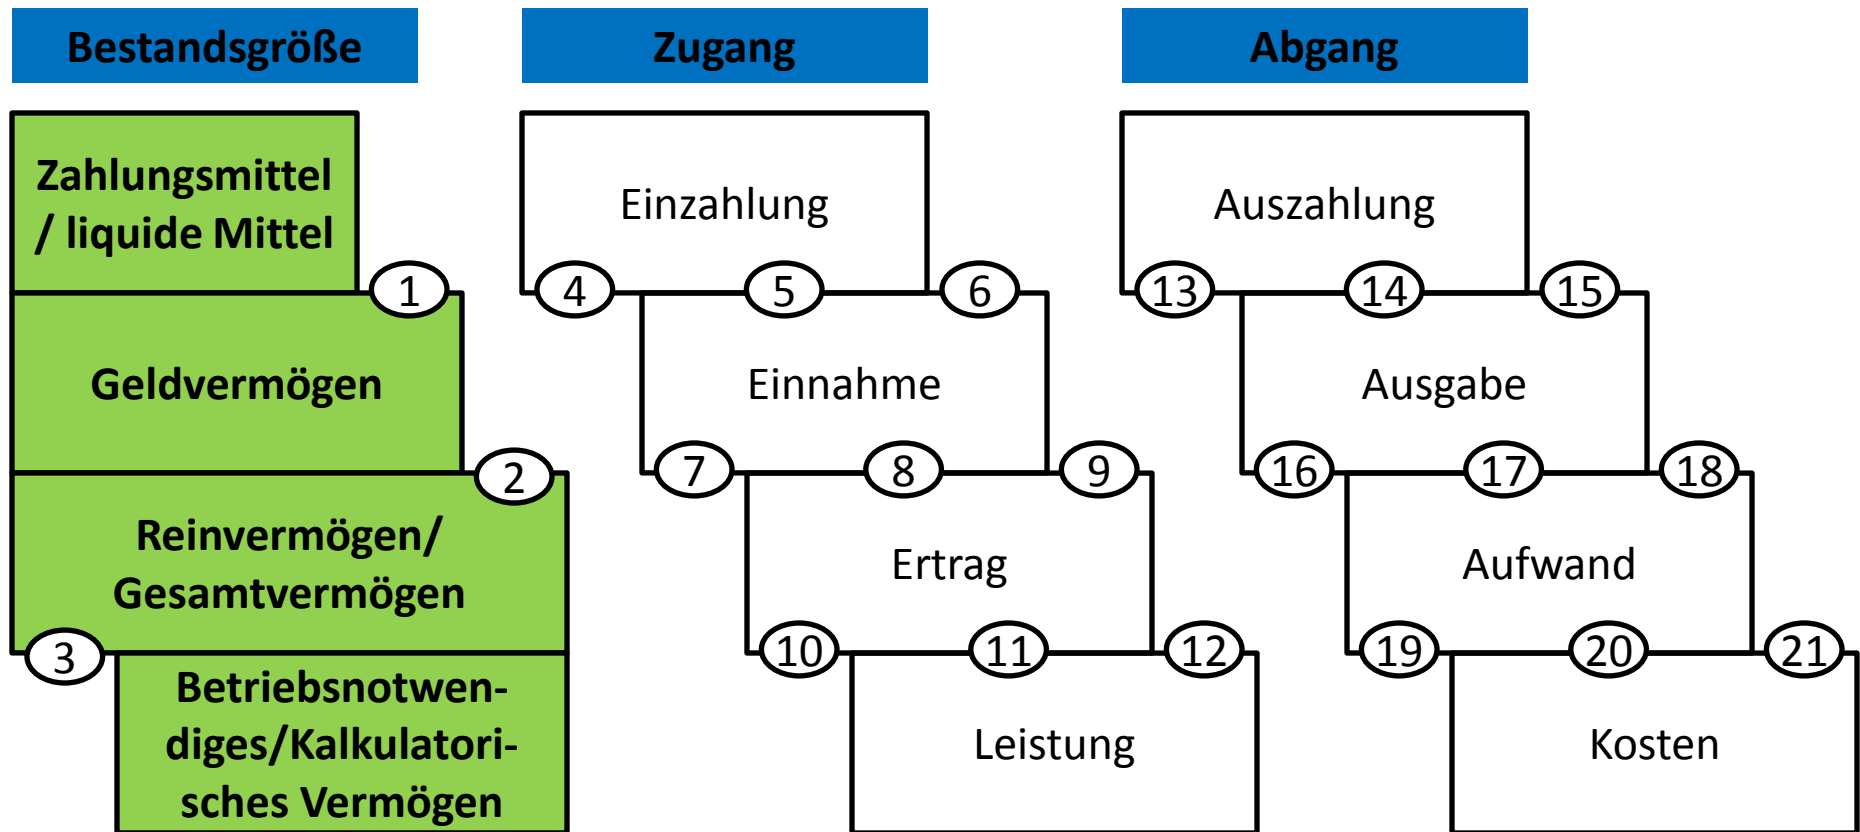 Bestandsgröße
Zugang
Abgang
Zahlungsmittel
/ liquide Mittel
Einzahlung
Auszahlung
1
4
5
6
13
14
15
Geldvermögen
Einnahme
Ausgabe
2
7
8
9
16
17
18
Reinvermögen/
Gesamtvermögen
Ertrag
Aufwand
3
10
11
12
19
20
21
Betriebsnotwen-
diges/Kalkulatori-
sches Vermögen
Leistung
Kosten